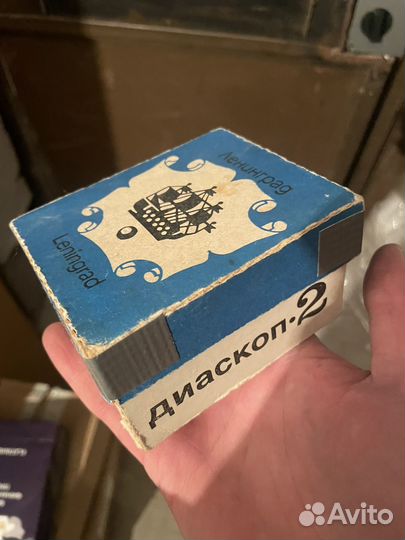 Ленинград
Leningrad
Диаскоп-2
Avito